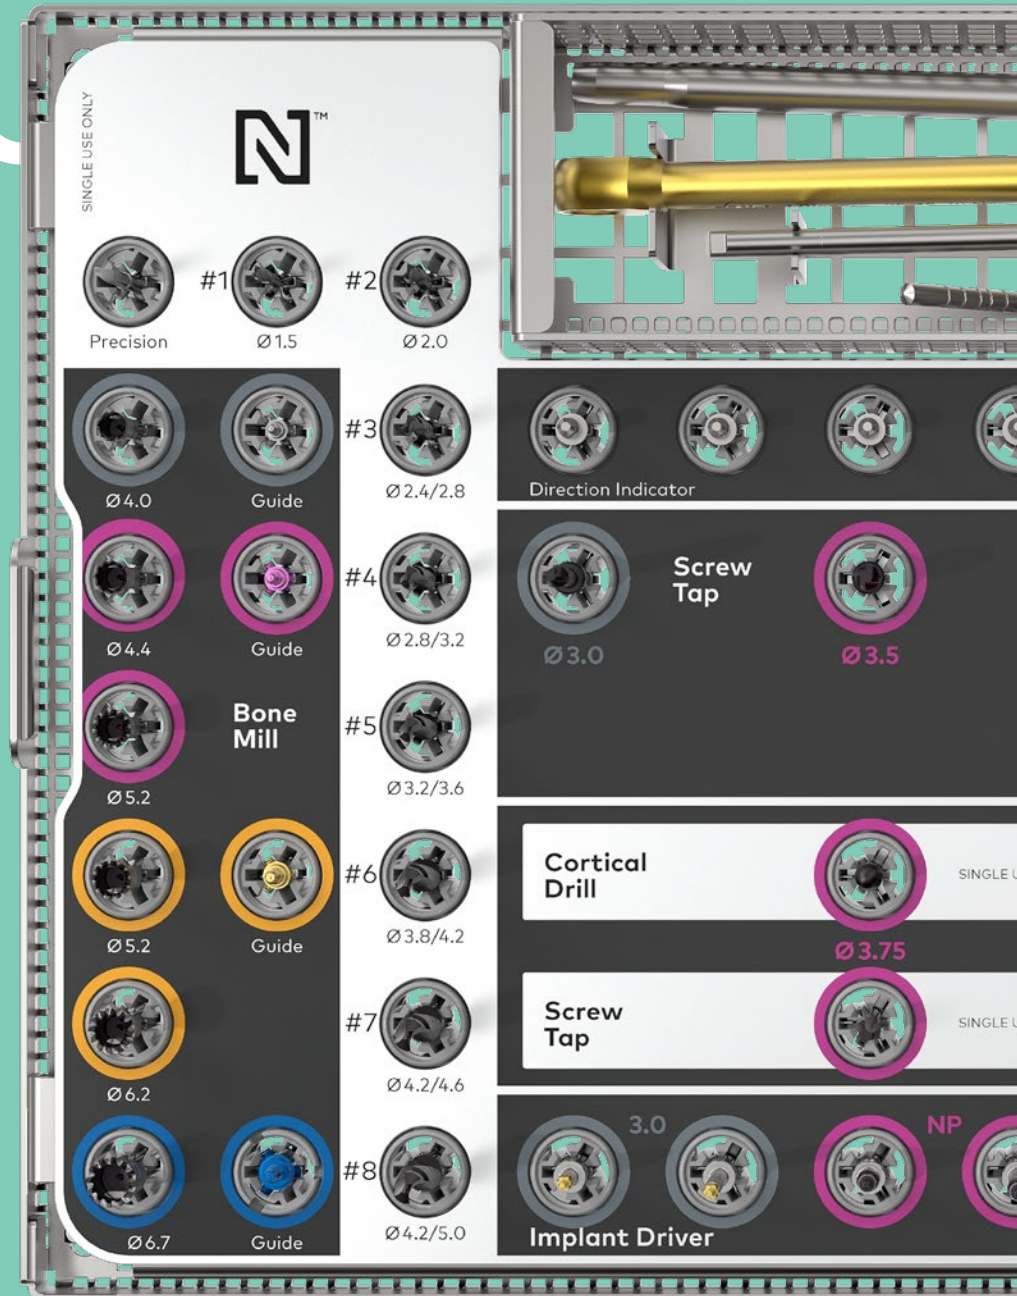 SINGLE USE ONLY
N™
Precision
#1
Ø1.5
#2
Ø2.0
Ø4.0
Guide
#3
Ø2.4/2.8
Ø4.4
Guide
#4
Ø2.8/3.2
Ø5.2
Bone
Mill
#5
Ø3.2/3.6
Ø5.2
Guide
#6
Ø3.8/4.2
Ø6.2
#7
Ø4.2/4.6
Ø6.7
Guide
#8
Ø4.2/5.0
Direction Indicator
Screw
Tap
Ø3.0
Ø3.5
Cortical
Drill
SINGLE U
Ø3.75
Screw
Tap
SINGLE U
3.0
NP
Implant Driver